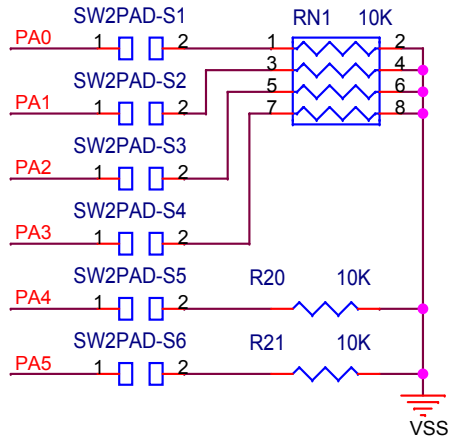 SW2PAD-S1 RN1 10K
PA0 1 2 1 2
SW2PAD-S2 3 4
PA1 1 2 5 6
7 8
SW2PAD-S3
PA2 1 2
SW2PAD-S4
PA3 1 2
SW2PAD-S5 R20 10K
PA4 1 2
SW2PAD-S6 R21 10K
PA5 1 2
VSS